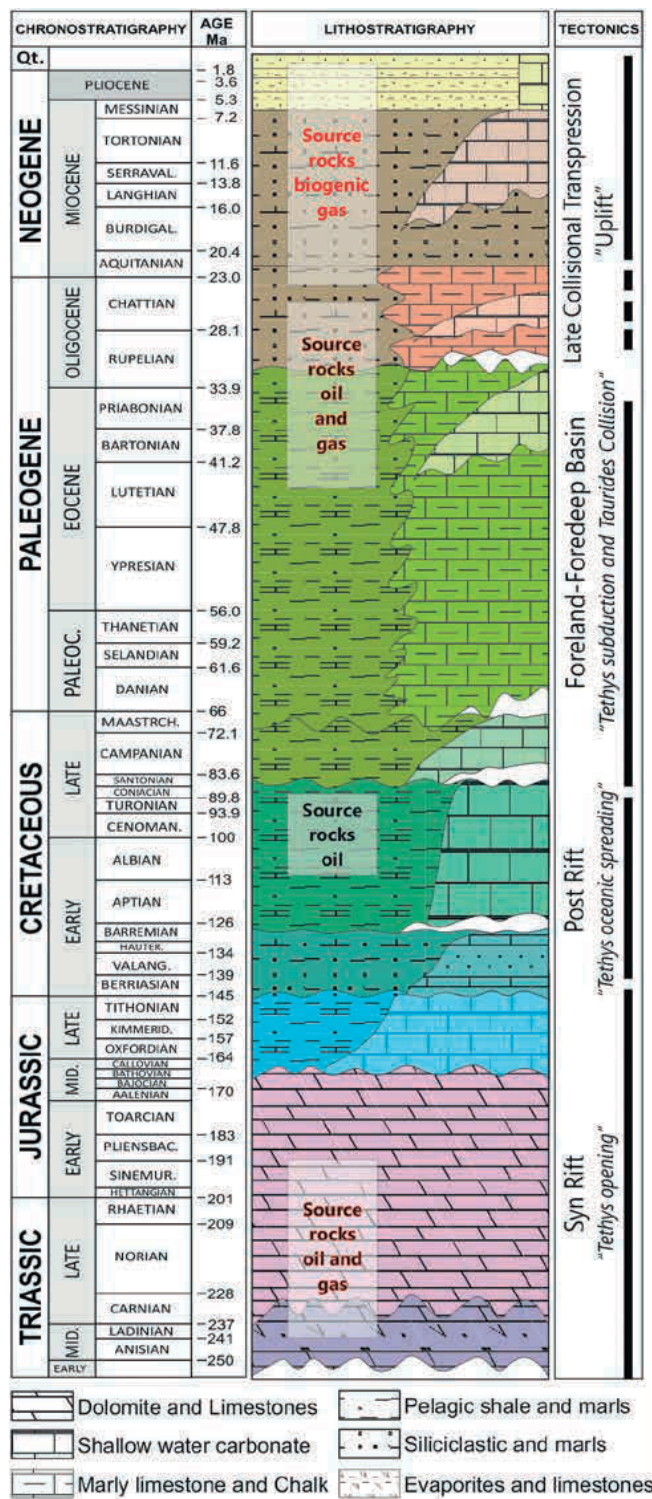 CHRONOSTRATIGRAPHY
AGE
Ma
LITHOSTRATIGRAPHY
TECTONICS
Qt.
NEOGENE
PALEOGENE
CRETACEOUS
JURASSIC
TRIASSIC
PLIOCENE
MIOCENE
OLIGOCENE
EOCENE
PALEOC.
LATE
EARLY
LATE
MID.
EARLY
LATE
MID.
EARLY
MESSINIAN
TORTONIAN
SERRAVAL.
LANGHIAN
BURDIGAL.
AQUITANIAN
CHATTIAN
RUPELIAN
PRIABONIAN
BARTONIAN
LUTETIAN
YPRESIAN
THANETIAN
SELANDIAN
DANIAN
MAASTRCH.
CAMPANIAN
SANTONIAN
CONIACIAN
TURONIAN
CENOMAN.
ALBIAN
APTIAN
BARREMIAN
HAUTER.
VALANG.
BERRIASIAN
TITHONIAN
KIMMERID.
OXFORDIAN
CALLOVIAN
BATHOVIAN
BAJOCIAN
AALENIAN
TOARCIAN
PLIENSBAC.
SINEMUR.
HETTANGIAN
RHAETIAN
NORIAN
CARNIAN
LADINIAN
ANISIAN
1.8
3.6
5.3
7.2
11.6
13.8
16.0
20.4
23.0
28.1
33.9
37.8
41.2
47.8
56.0
59.2
61.6
66
72.1
83.6
89.8
93.9
100
113
126
134
139
145
152
157
164
170
183
191
201
209
228
237
241
250
Source
rocks
biogenic
gas
Source
rocks
oil
and
gas
Source
rocks
oil
Source
rocks
oil and
gas
Late Collisional Transpression
"Uplift"
Foreland-Foredeep Basin
"Tethys subduction and Taurides Collision"
Post Rift
"Tethys oceanic spreading"
Syn Rift
"Tethys opening"
Dolomite and Limestones
Pelagic shale and marls
Shallow water carbonate
Siliciclastic and marls
Marly limestone and Chalk
Evaporites and limestones